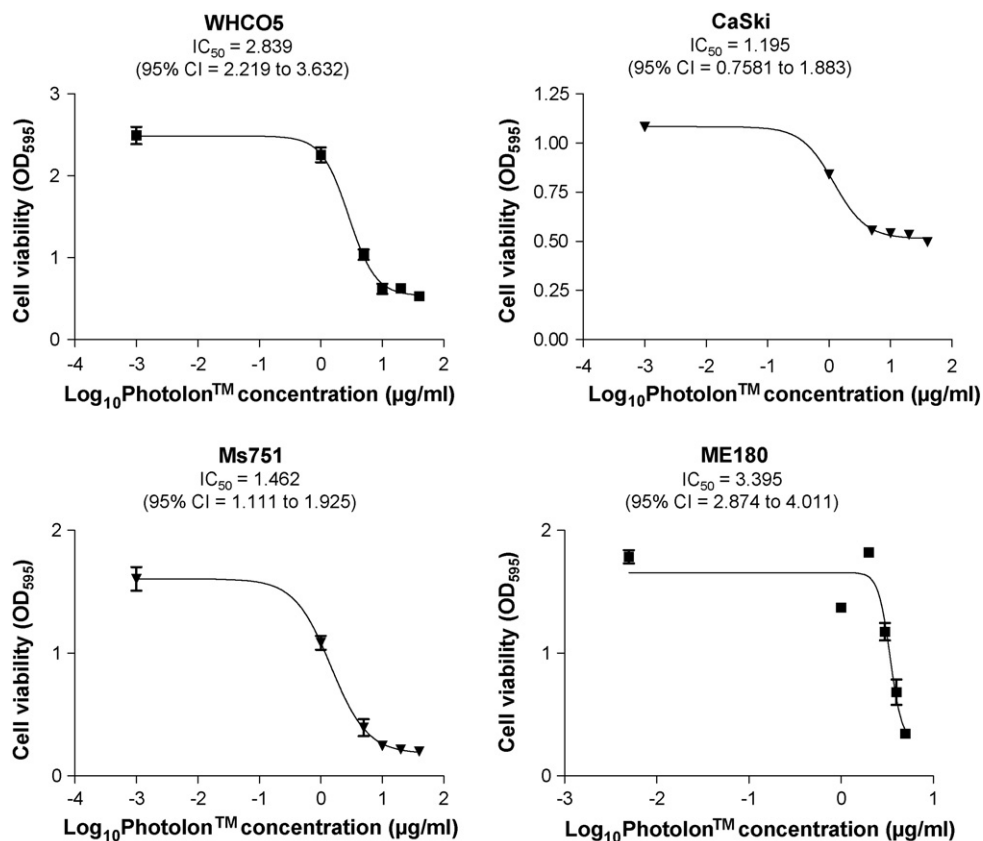 WHCO5
IC50 = 2.839
(95% CI = 2.219 to 3.632)
Cell viability (OD595)
3
2
1
0
-4 -3 -2 -1 0 1 2
Log10Photolon™ concentration (µg/ml)
CaSki
IC50 = 1.195
(95% CI = 0.7581 to 1.883)
Cell viability (OD595)
1.25
1.00
0.75
0.50
0.25
0.00
-4 -3 -2 -1 0 1 2
Log10Photolon™ concentration (µg/ml)
Ms751
IC50 = 1.462
(95% CI = 1.111 to 1.925)
Cell viability (OD595)
2
1
0
-4 -3 -2 -1 0 1 2
Log10Photolon™ concentration (µg/ml)
ME180
IC50 = 3.395
(95% CI = 2.874 to 4.011)
Cell viability (OD595)
2
1
0
-3 -2 -1 0 1
Log10Photolon™ concentration (µg/ml)